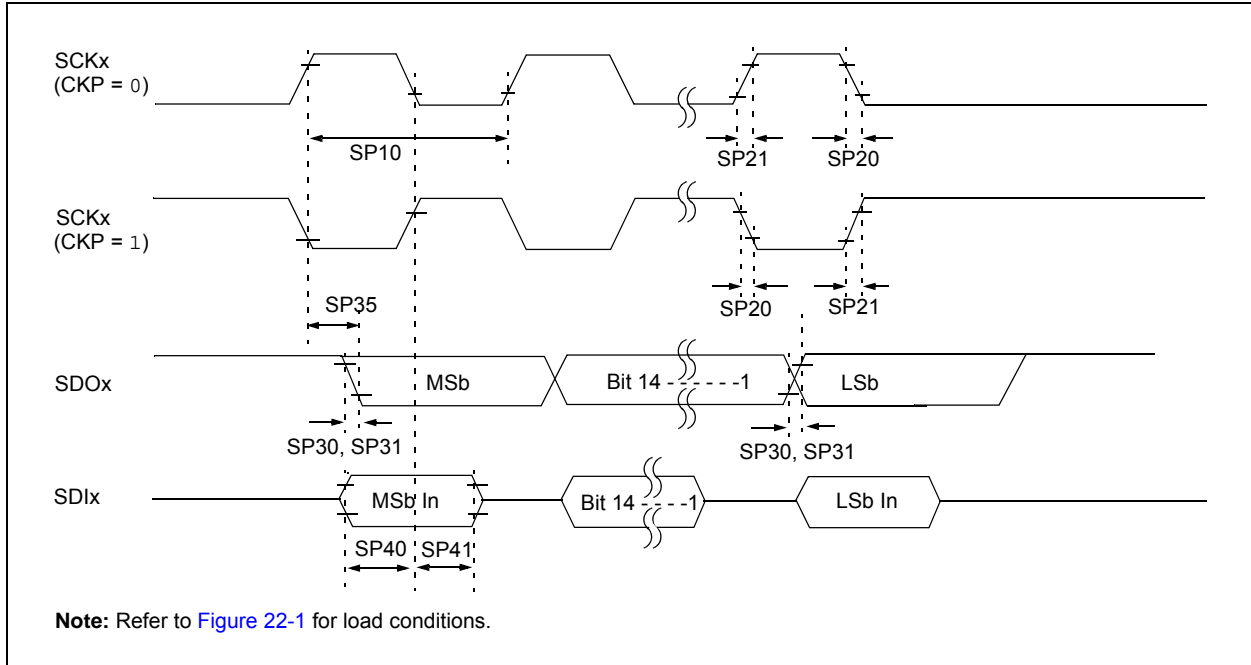 SCKx
(CKP = 0)
SP10
SP21
SP20
SCKx
(CKP = 1)
SP35
SP20
SP21
SDOx
MSb
Bit 14 - - - - - -1
LSb
SP30, SP31
SP30, SP31
SDIx
MSb In
Bit 14 - - - -1
LSb In
SP40
SP41
Note: Refer to Figure 22-1 for load conditions.